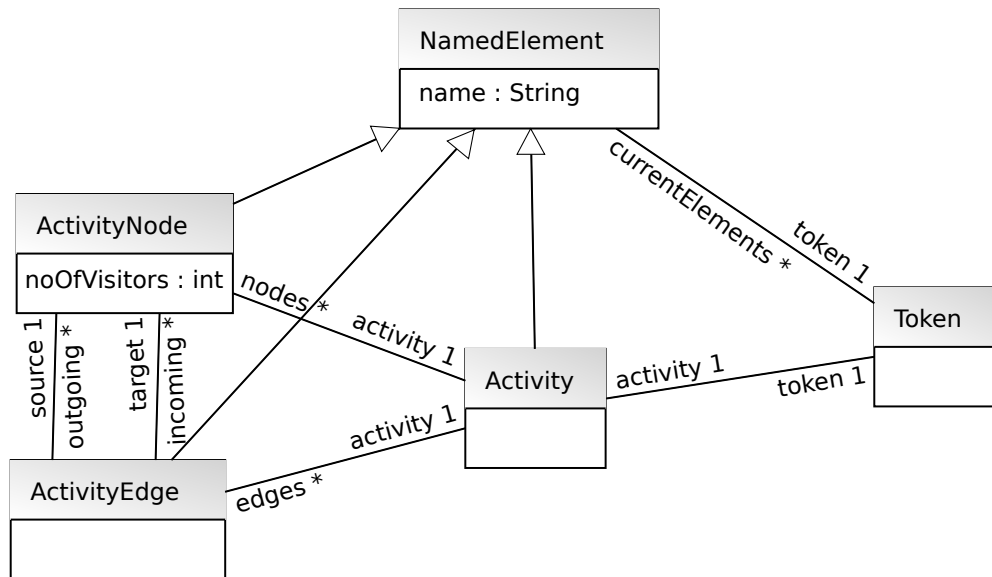 NamedElement
name : String
currentElements *
token 1
ActivityNode
noOfVisitors : int
nodes *
activity 1
source 1
outgoing *
target 1
incoming *
Token
Activity
activity 1
token 1
activity 1
edges *
ActivityEdge